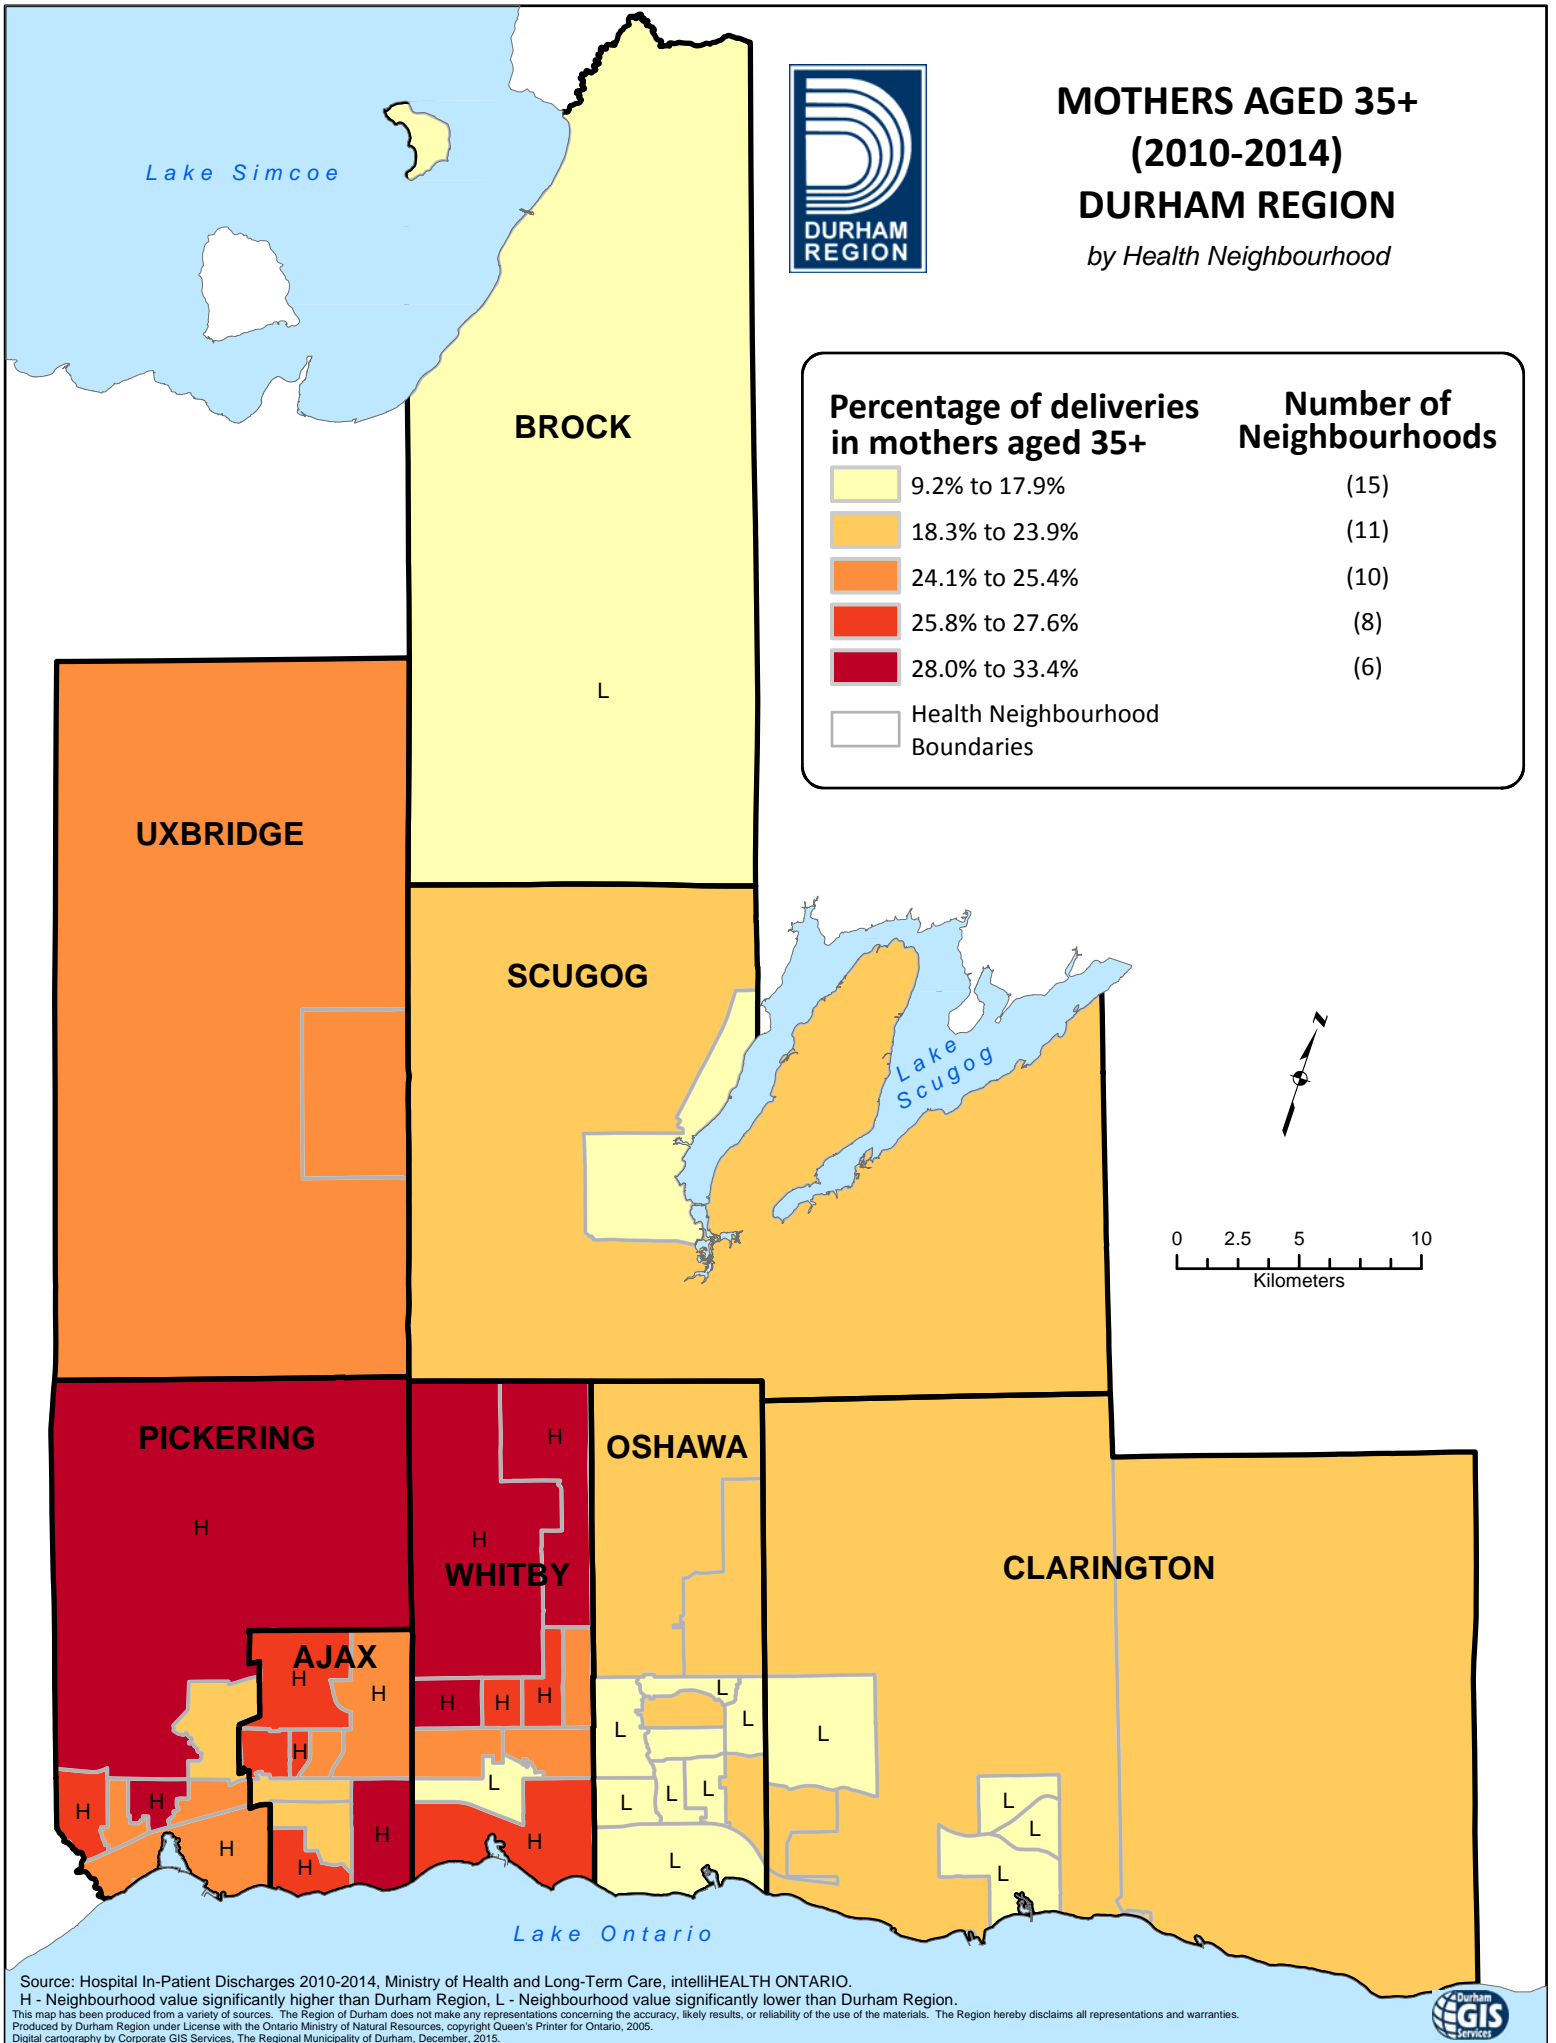 MOTHERS AGED 35+
(2010-2014)
DURHAM REGION
by Health Neighbourhood
DURHAM
REGION
Lake Simcoe
Percentage of deliveries
in mothers aged 35+
Number of
Neighbourhoods
9.2% to 17.9% (15)
18.3% to 23.9% (11)
24.1% to 25.4% (10)
25.8% to 27.6% (8)
28.0% to 33.4% (6)
Health Neighbourhood
Boundaries
BROCK
L
UXBRIDGE
SCUGOG
Lake
Scugog
N
0 2.5 5 10
Kilometers
PICKERING
H
H
H
H
WHITBY
H
H
H
H
H
L
H
OSHAWA
L
L
L
L
L
L
L
CLARINGTON
L
L
L
L
AJAX
H
H
H
H
H
H
Lake Ontario
Source: Hospital In-Patient Discharges 2010-2014, Ministry of Health and Long-Term Care, intelliHEALTH ONTARIO.
H - Neighbourhood value significantly higher than Durham Region, L - Neighbourhood value significantly lower than Durham Region.
This map has been produced from a variety of sources. The Region of Durham does not make any representations concerning the accuracy, likely results, or reliability of the use of the materials. The Region hereby disclaims all representations and warranties.
Produced by Durham Region under License with the Ontario Ministry of Natural Resources, copyright Queen's Printer for Ontario, 2005.
Digital cartography by Corporate GIS Services, The Regional Municipality of Durham, December, 2015.
Durham
GIS
Services